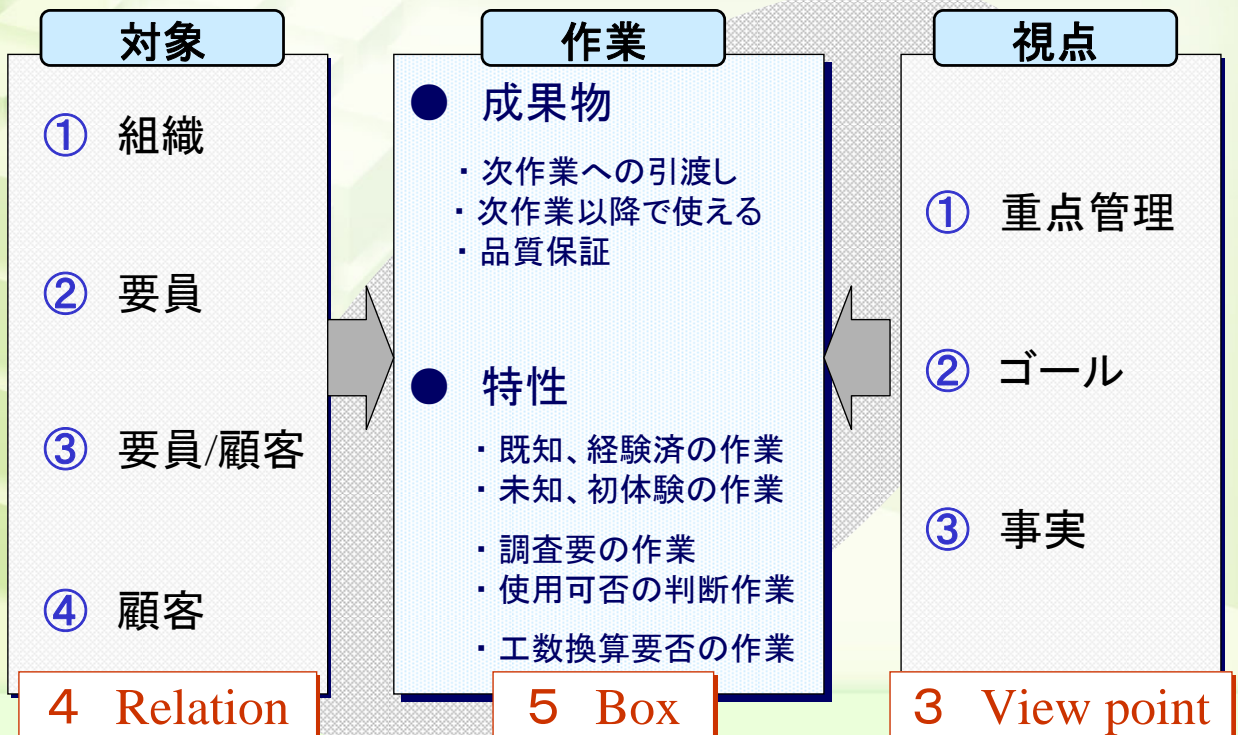 対象
① 組織
② 要員
③ 要員/顧客
④ 顧客
4 Relation
作業
● 成果物
・次作業への引渡し
・次作業以降で使える
・品質保証
● 特性
・既知、経験済の作業
・未知、初体験の作業
・調査要の作業
・使用可否の判断作業
・工数換算要否の作業
5 Box
視点
① 重点管理
② ゴール
③ 事実
3 View point